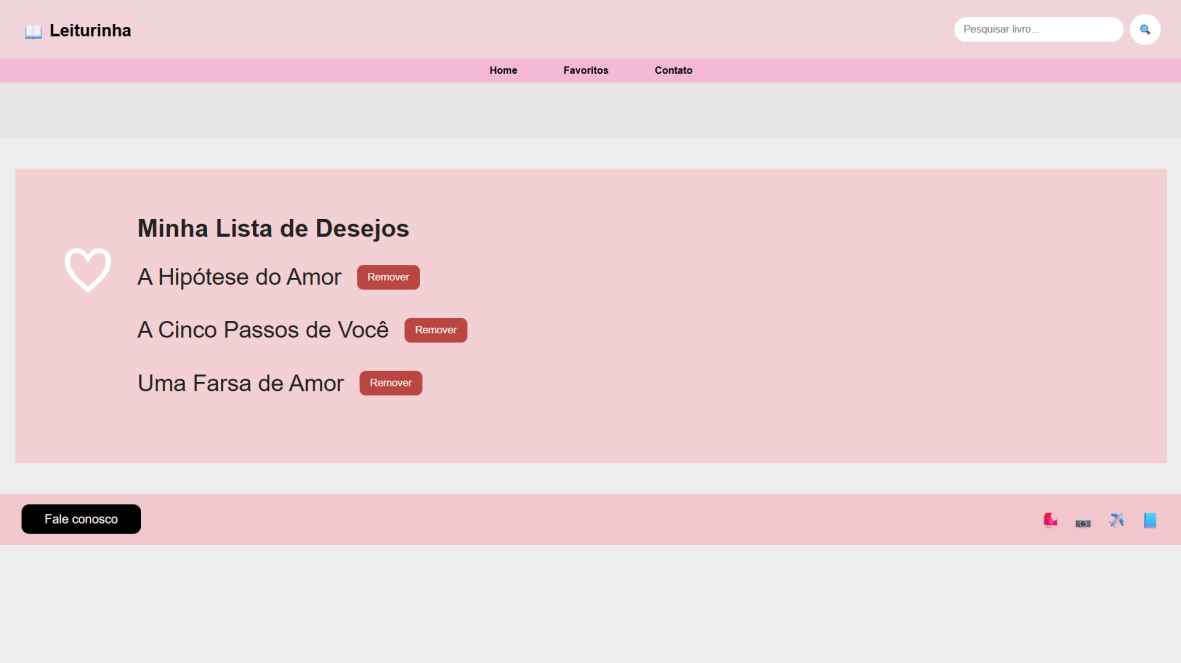 Leiturinha
Pesquisar livro...
Home Favoritos Contato
Minha Lista de Desejos
A Hipótese do Amor Remover
A Cinco Passos de Você Remover
Uma Farsa de Amor Remover
Fale conosco